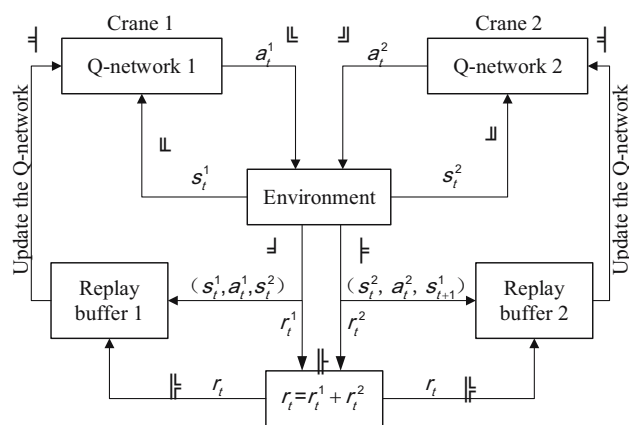 Crane 1
Crane 2
╡
╚
╝
╡
Q-network 1
a_t^1
a_t^2
Q-network 2
╚
╝
s_t^1
Environment
s_t^2
Update the Q-network
Update the Q-network
╛
╞
Replay buffer 1
(s_t^1, a_t^1, s_t^2)
(s_t^2, a_t^2, s_{t+1}^1)
Replay buffer 2
r_t^1
r_t^2
╟
r_t
r_t = r_t^1 + r_t^2
r_t
╠
╠